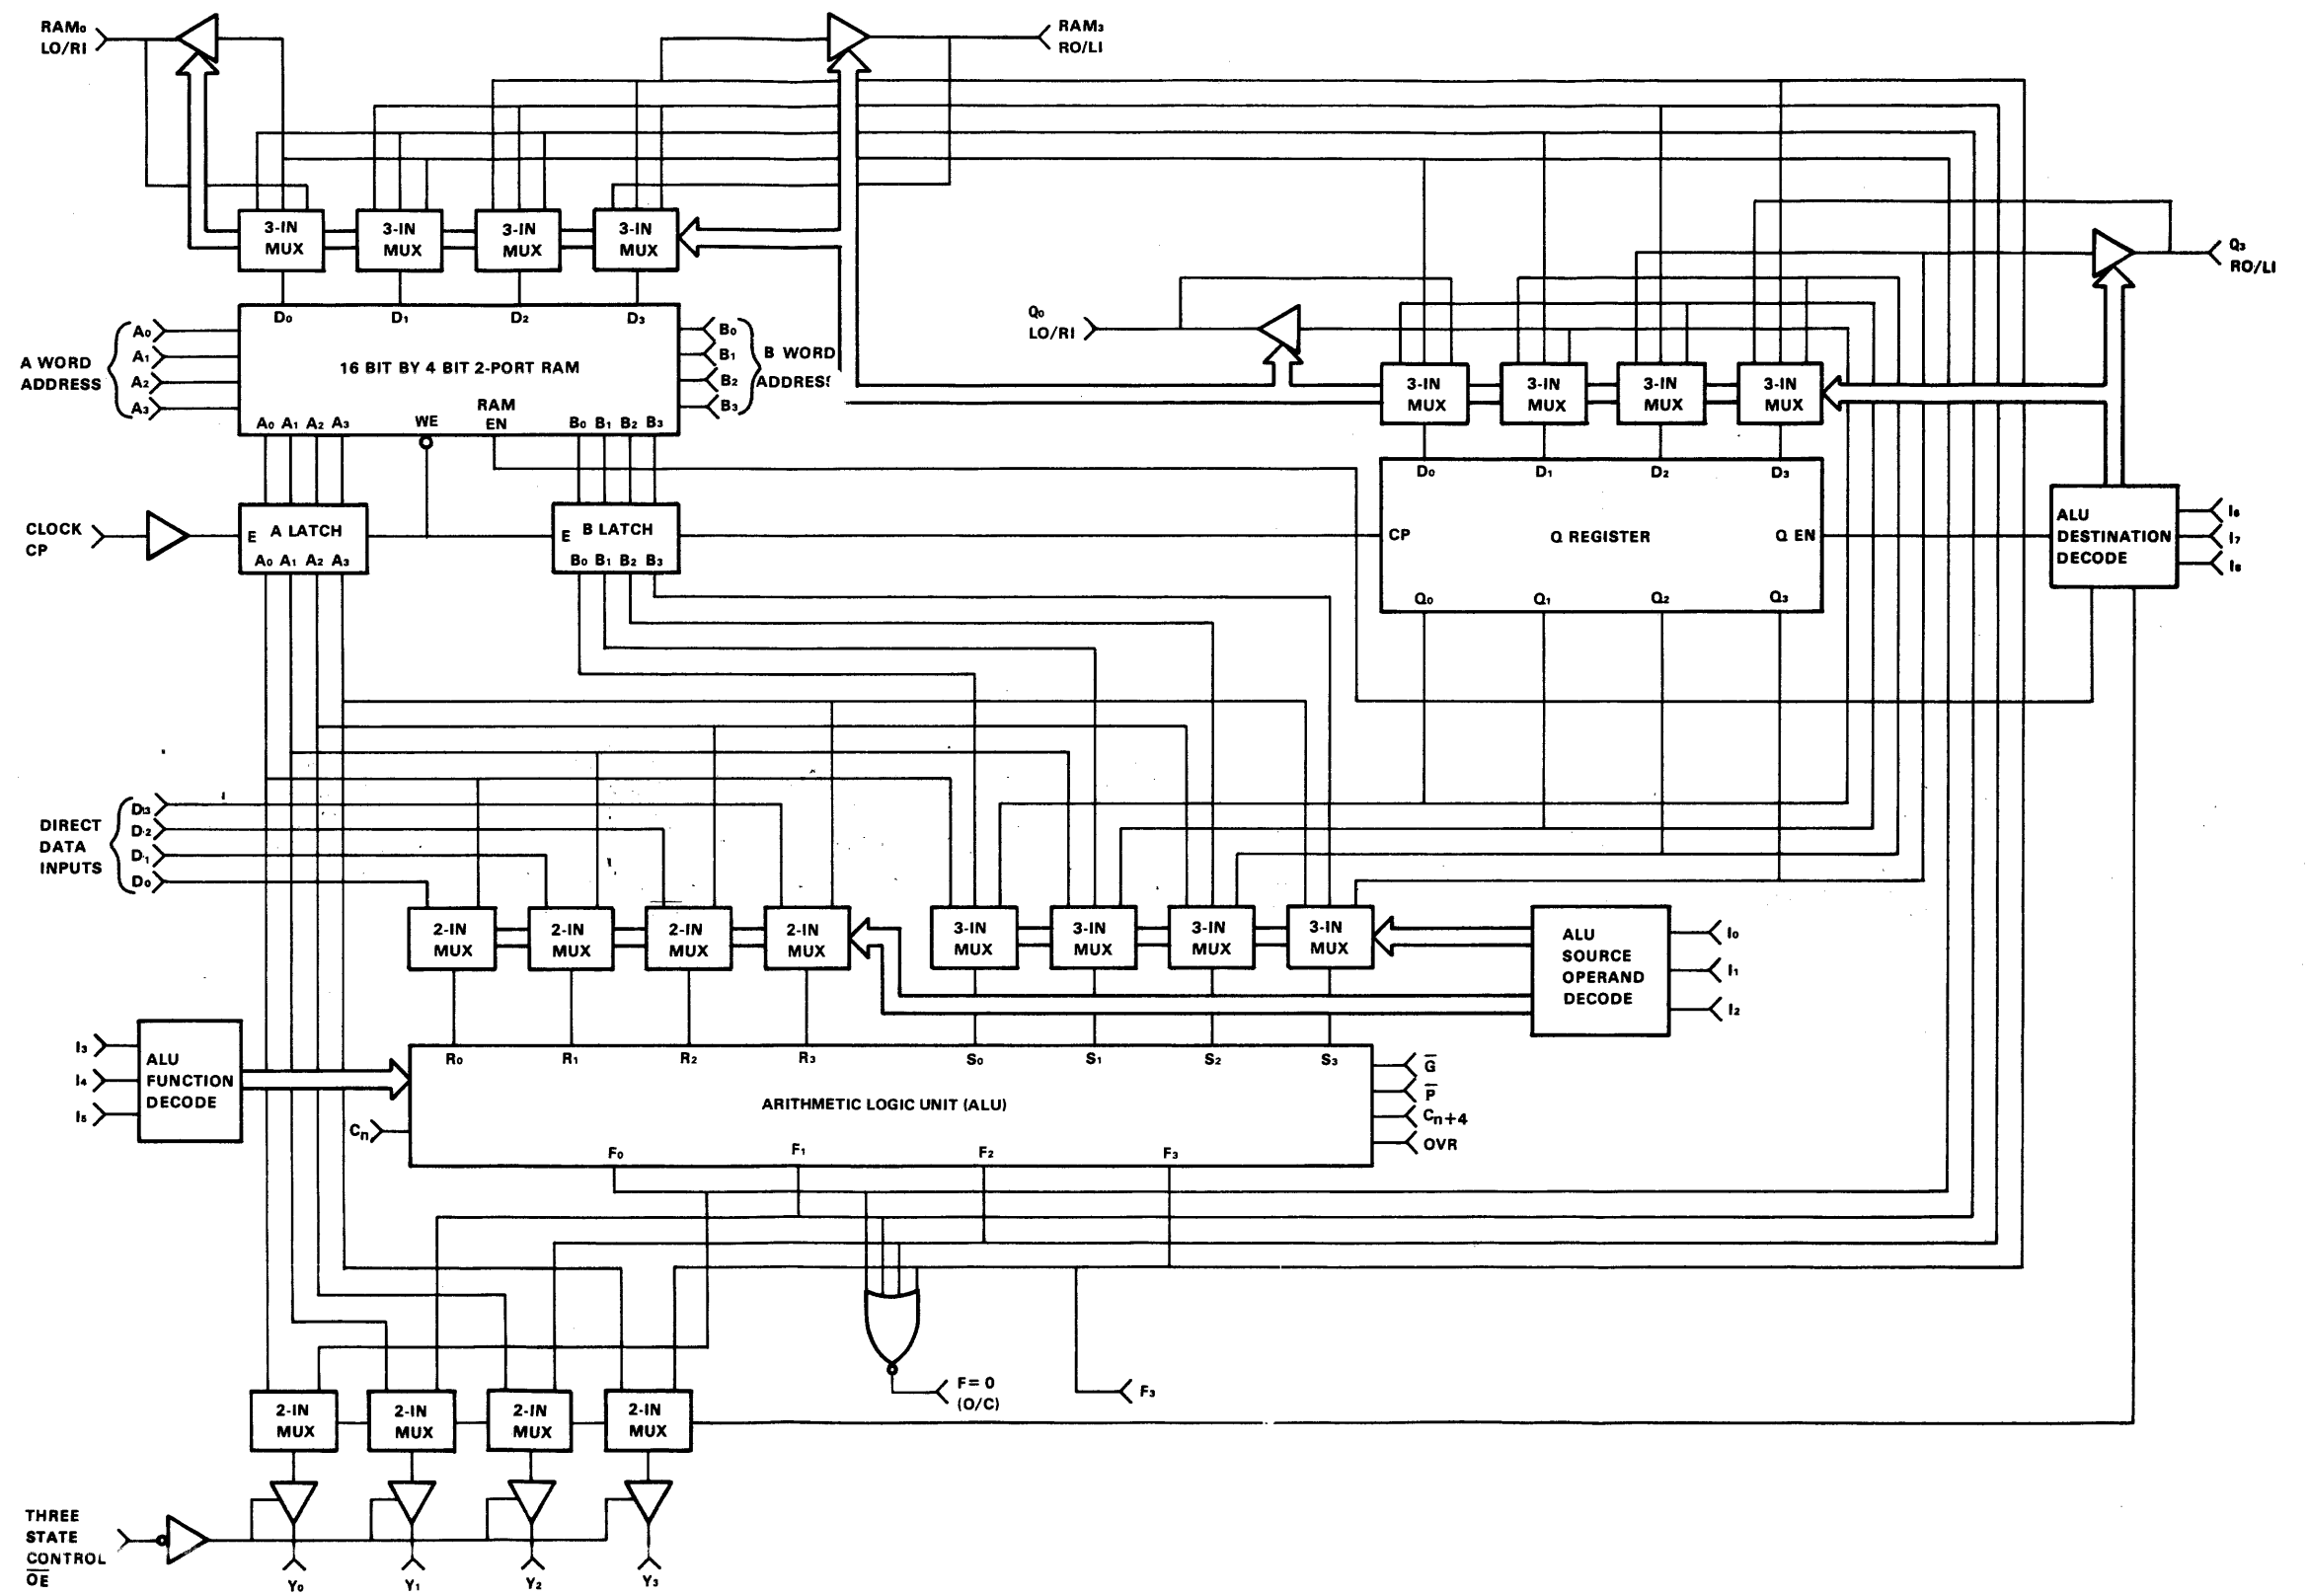 RAM₀
LO/RI
RAM₃
RO/LI
3-IN
MUX
3-IN
MUX
3-IN
MUX
3-IN
MUX
Q₃
RO/LI
Q₀
LO/RI
A WORD
ADDRESS
A₀
A₁
A₂
A₃
D₀ D₁ D₂ D₃
16 BIT BY 4 BIT 2-PORT RAM
A₀ A₁ A₂ A₃ WE RAM
EN B₀ B₁ B₂ B₃
B₀
B₁
B₂
B₃
B WORD
ADDRES
3-IN
MUX
3-IN
MUX
3-IN
MUX
3-IN
MUX
CLOCK
CP
E A LATCH
A₀ A₁ A₂ A₃
E B LATCH
B₀ B₁ B₂ B₃
D₀ D₁ D₂ D₃
CP Q REGISTER Q EN
Q₀ Q₁ Q₂ Q₃
ALU
DESTINATION
DECODE
I₆
I₇
I₈
DIRECT
DATA
INPUTS
D₃
D₂
D₁
D₀
2-IN
MUX
2-IN
MUX
2-IN
MUX
2-IN
MUX
3-IN
MUX
3-IN
MUX
3-IN
MUX
3-IN
MUX
ALU
SOURCE
OPERAND
DECODE
I₀
I₁
I₂
I₃
I₄
I₅
ALU
FUNCTION
DECODE
Cn
R₀ R₁ R₂ R₃ S₀ S₁ S₂ S₃
ARITHMETIC LOGIC UNIT (ALU)
F₀ F₁ F₂ F₃
G̅
P̅
Cn+4
OVR
F = 0
(O/C)
F₃
2-IN
MUX
2-IN
MUX
2-IN
MUX
2-IN
MUX
THREE
STATE
CONTROL
O̅E̅
Y₀ Y₁ Y₂ Y₃